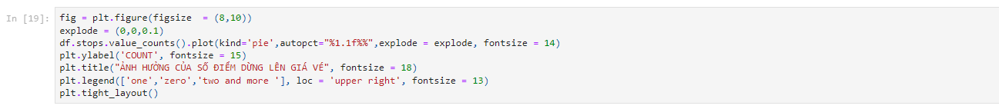 In [19]: fig = plt.figure(figsize  = (8,10))
explode = (0,0,0.1)
df.stops.value_counts().plot(kind='pie',autopct="%1.1f%%",explode = explode, fontsize = 14)
plt.ylabel('COUNT', fontsize = 15)
plt.title("ẢNH HƯỞNG CỦA SỐ ĐIỂM DỪNG LÊN GIÁ VÉ", fontsize = 18)
plt.legend(['one','zero','two and more '], loc = 'upper right', fontsize = 13)
plt.tight_layout()